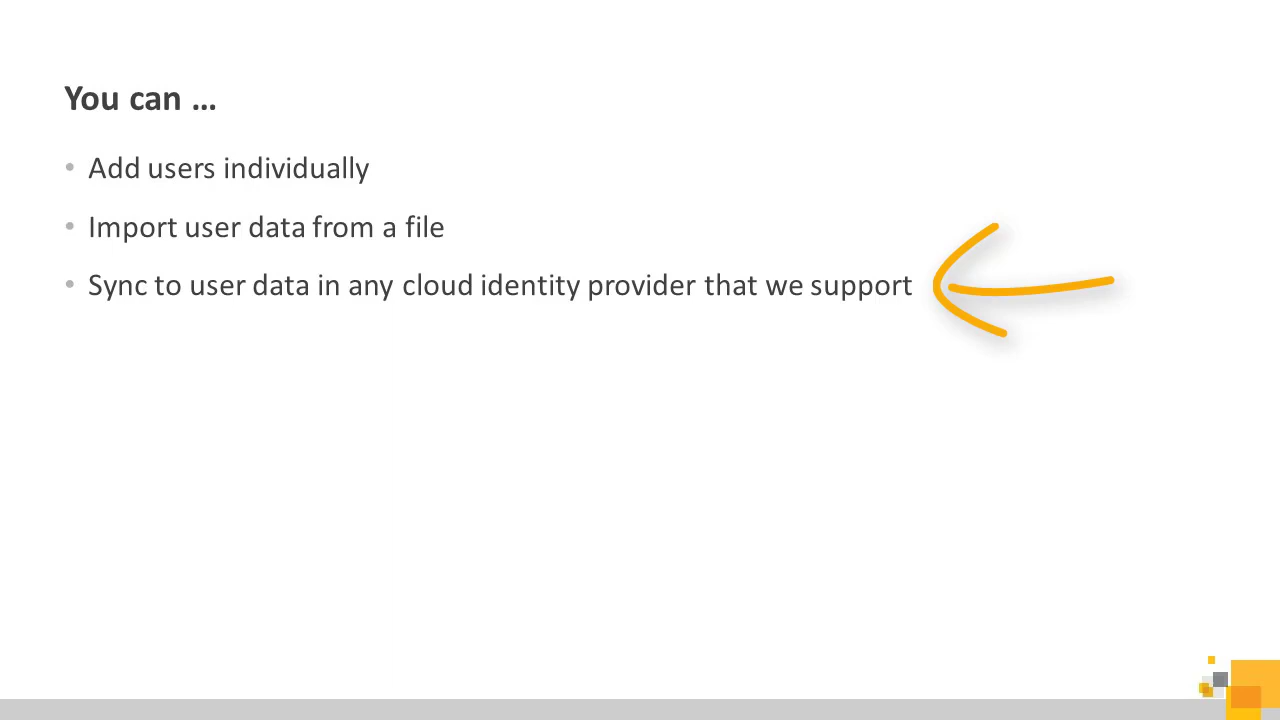 You can …
• Add users individually
• Import user data from a file
• Sync to user data in any cloud identity provider that we support